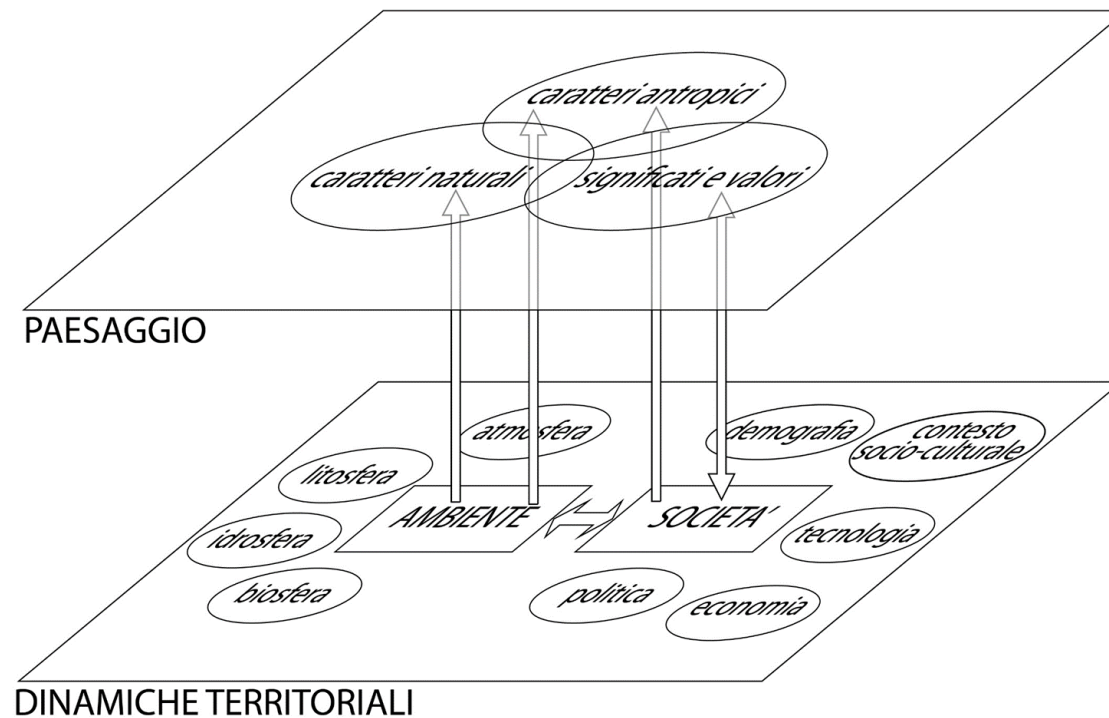 caratteri antropici
caratteri naturali
significati e valori
PAESAGGIO
atmosfera
demografia
contesto
socio-culturale
litosfera
AMBIENTE
SOCIETA'
tecnologia
idrosfera
biosfera
politica
economia
DINAMICHE TERRITORIALI